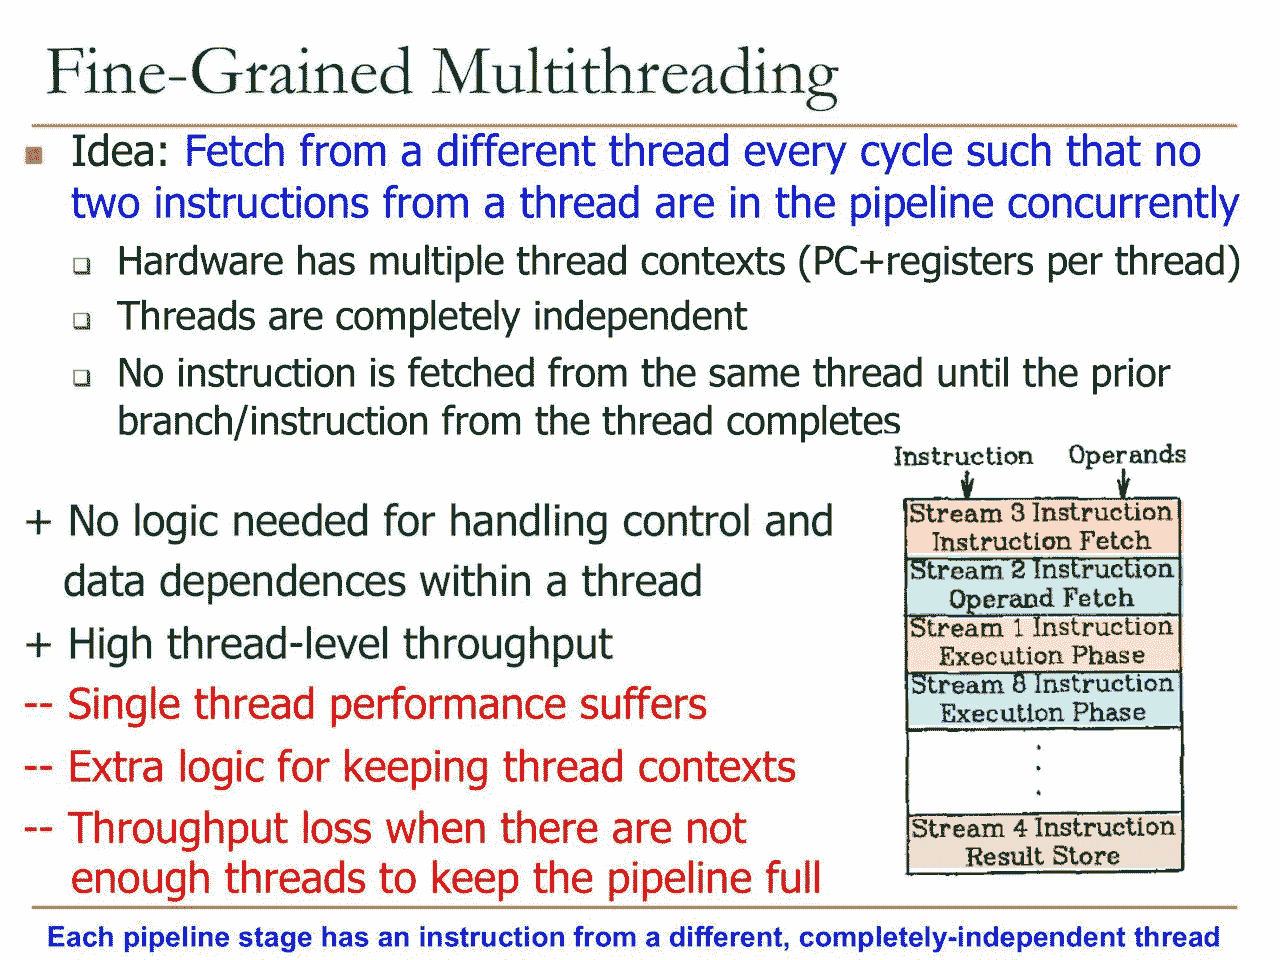 Fine-Grained Multithreading
Idea: Fetch from a different thread every cycle such that no
two instructions from a thread are in the pipeline concurrently
Hardware has multiple thread contexts (PC+registers per thread)
Threads are completely independent
No instruction is fetched from the same thread until the prior
branch/instruction from the thread completes
+ No logic needed for handling control and
data dependences within a thread
+ High thread-level throughput
-- Single thread performance suffers
-- Extra logic for keeping thread contexts
-- Throughput loss when there are not
enough threads to keep the pipeline full
Instruction Operands
Stream 3 Instruction
Instruction Fetch
Stream 2 Instruction
Operand Fetch
Stream 1 Instruction
Execution Phase
Stream 8 Instruction
Execution Phase
Stream 4 Instruction
Result Store
Each pipeline stage has an instruction from a different, completely-independent thread